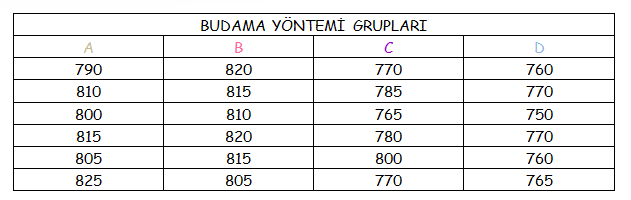 BUDAMA YÖNTEMİ GRUPLARI
A B C D
790 820 770 760
810 815 785 770
800 810 765 750
815 820 780 770
805 815 800 760
825 805 770 765